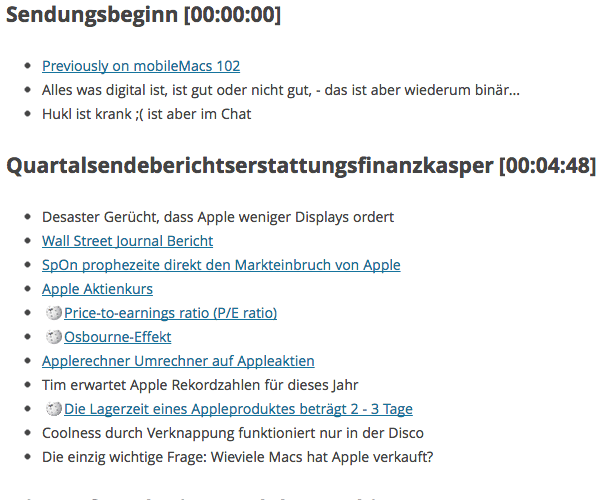 Sendungsbeginn [00:00:00]
Previously on mobileMacs 102
Alles was digital ist, ist gut oder nicht gut, - das ist aber wiederum binär...
Hukl ist krank ;( ist aber im Chat
Quartalsendeberichtserstattungsfinanzkasper [00:04:48]
Desaster Gerücht, dass Apple weniger Displays ordert
Wall Street Journal Bericht
SpOn prophezeite direkt den Markteinbruch von Apple
Apple Aktienkurs
Price-to-earnings ratio (P/E ratio)
Osbourne-Effekt
Applerechner Umrechner auf Appleaktien
Tim erwartet Apple Rekordzahlen für dieses Jahr
Die Lagerzeit eines Appleproduktes beträgt 2 - 3 Tage
Coolness durch Verknappung funktioniert nur in der Disco
Die einzig wichtige Frage: Wieviele Macs hat Apple verkauft?